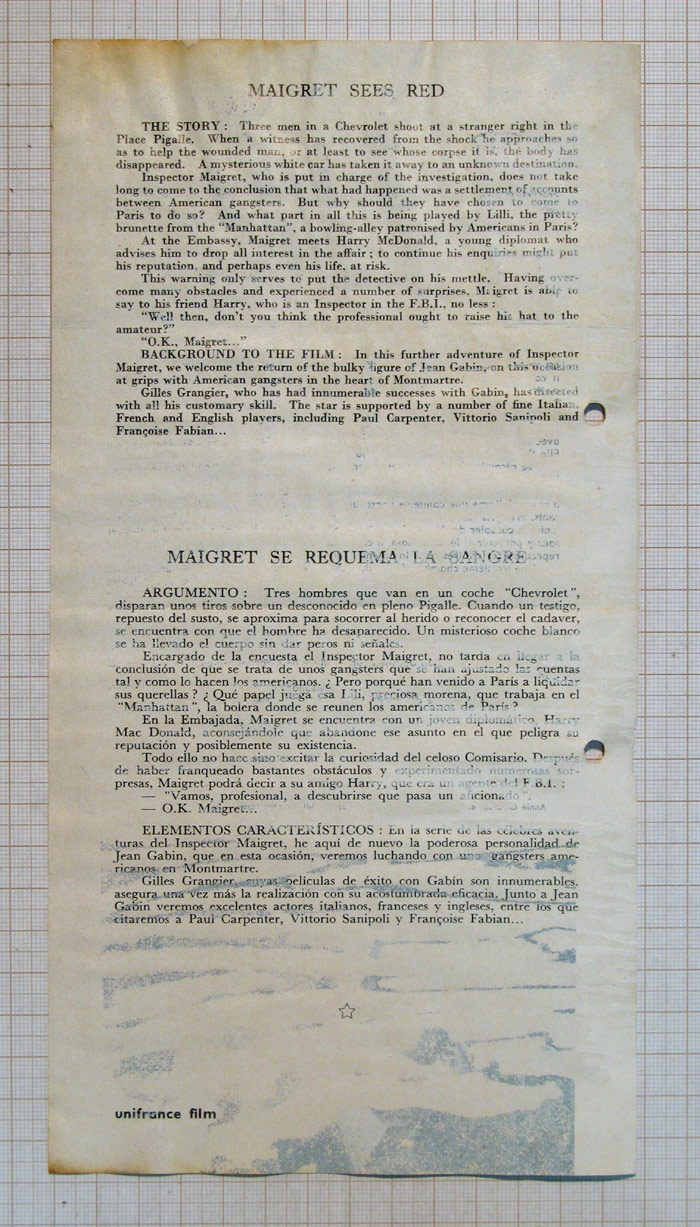 MAIGRET SEES RED
THE STORY : Three men in a Chevrolet shoot at a stranger right in the
Place Pigalle. When a witness has recovered from the shock he approaches so
as to help the wounded man, or at least to see whose corpse it is, the body has
disappeared. A mysterious white car has taken it away to an unknown destination.
Inspector Maigret, who is put in charge of the investigation, does not take
long to come to the conclusion that what had happened was a settlement of accounts
between American gangsters. But why should they have chosen to come to
Paris to do so? And what part in all this is being played by Lilli, the pretty
brunette from the “Manhattan”, a bowling-alley patronised by Americans in Paris?
At the Embassy, Maigret meets Harry McDonald, a young diplomat who
advises him to drop all interest in the affair ; to continue his enquiries might put
his reputation, and perhaps even his life, at risk.
This warning only serves to put the detective on his mettle. Having over-
come many obstacles and experienced a number of surprises, Maigret is able to
say to his friend Harry, who is an Inspector in the F.B.I., no less :
“Well then, don’t you think the professional ought to raise his hat to the
amateur?”
“O.K., Maigret...”
BACKGROUND TO THE FILM : In this further adventure of Inspector
Maigret, we welcome the return of the bulky figure of Jean Gabin, on this occasion
at grips with American gangsters in the heart of Montmartre.
Gilles Grangier, who has had innumerable successes with Gabin, has directed
with all his customary skill. The star is supported by a number of fine Italian,
French and English players, including Paul Carpenter, Vittorio Sanipoli and
Françoise Fabian...
MAIGRET SE REQUEMA LA SANGRE
ARGUMENTO : Tres hombres que van en un coche “Chevrolet”,
disparan unos tiros sobre un desconocido en pleno Pigalle. Cuando un testigo,
repuesto del susto, se aproxima para socorrer al herido o reconocer el cadaver,
se encuentra con que el hombre ha desaparecido. Un misterioso coche blanco
se ha llevado el cuerpo sin dar peros ni señales.
Encargado de la encuesta el Inspector Maigret, no tarda en llegar a la
conclusión de que se trata de unos gangsters que se han ajustado las cuentas
tal y como lo hacen los americanos. ¿ Pero porqué han venido a París a liquidar
sus querellas ? ¿ Qué papel juega esa Lilli, preciosa morena, que trabaja en el
“Manhattan”, la bolera donde se reunen los americanos de París ?
En la Embajada, Maigret se encuentra con un joven diplomático, Harry
Mac Donald, aconsejándole que abandone ese asunto en el que peligra su
reputación y posiblemente su existencia.
Todo ello no hace sino excitar la curiosidad del celoso Comisario. Después
de haber franqueado bastantes obstáculos y experimentado numerosas sor-
presas, Maigret podrá decir a su amigo Harry, que era un agente del F.B.I. :
— “Vamos, profesional, a descubrirse que pasa un aficionado”.
— O.K. Maigret...
ELEMENTOS CARACTERÍSTICOS : En la serie de las célebres aven-
turas del Inspector Maigret, he aquí de nuevo la poderosa personalidad de
Jean Gabin, que en esta ocasión, veremos luchando con unos gangsters ame-
ricanos en Montmartre.
Gilles Grangier, cuyas películas de éxito con Gabin son innumerables,
asegura una vez más la realización con su acostumbrada eficacia. Junto a Jean
Gabin veremos excelentes actores italianos, franceses y ingleses, entre los que
citaremos a Paul Carpenter, Vittorio Sanipoli y Françoise Fabian...
unifrance film